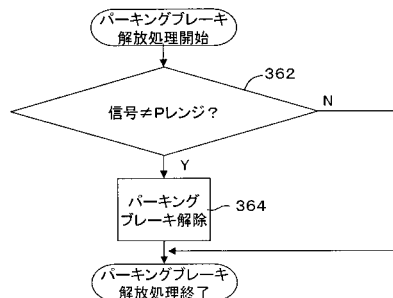 パーキングブレーキ
解放処理開始
362
信号≠Pレンジ？
N
Y
パーキング
ブレーキ解除
364
パーキングブレーキ
解放処理終了